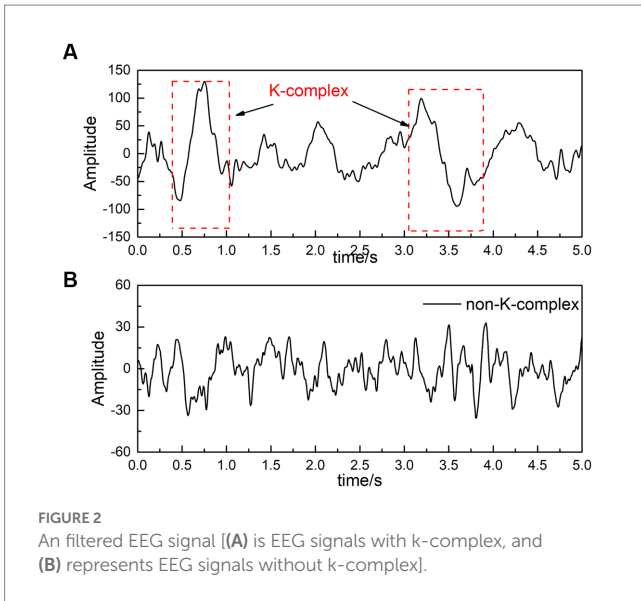 A
150
100
50
0
-50
-100
-150
Amplitude
K-complex
0.0 0.5 1.0 1.5 2.0 2.5 3.0 3.5 4.0 4.5 5.0
time/s
B
60
30
0
-30
-60
Amplitude
non-K-complex
0.0 0.5 1.0 1.5 2.0 2.5 3.0 3.5 4.0 4.5 5.0
time/s
FIGURE 2
An filtered EEG signal [(A) is EEG signals with k-complex, and
(B) represents EEG signals without k-complex].